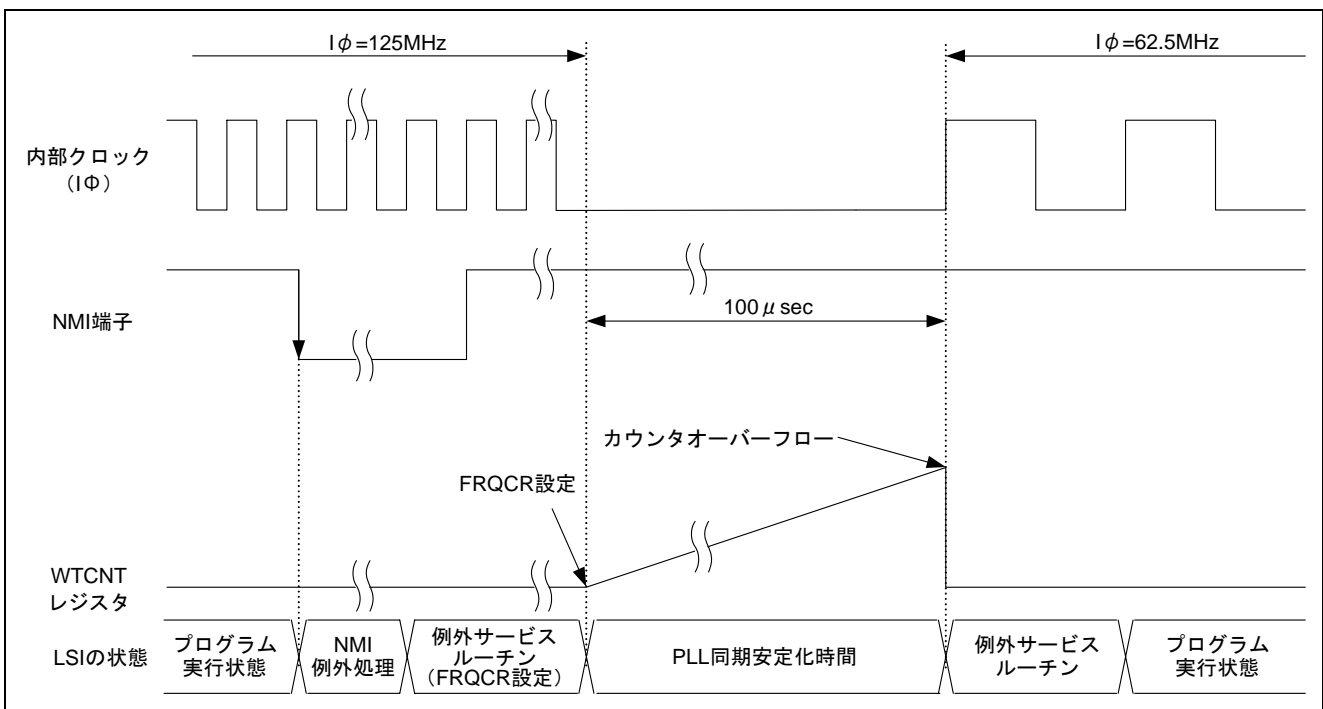 Iφ=125MHz
Iφ=62.5MHz
内部クロック
（IΦ）
NMI端子
100μsec
カウンタオーバーフロー
FRQCR設定
WTCNT
レジスタ
LSIの状態
プログラム
実行状態
NMI
例外処理
例外サービス
ルーチン
（FRQCR設定）
PLL同期安定化時間
例外サービス
ルーチン
プログラム
実行状態